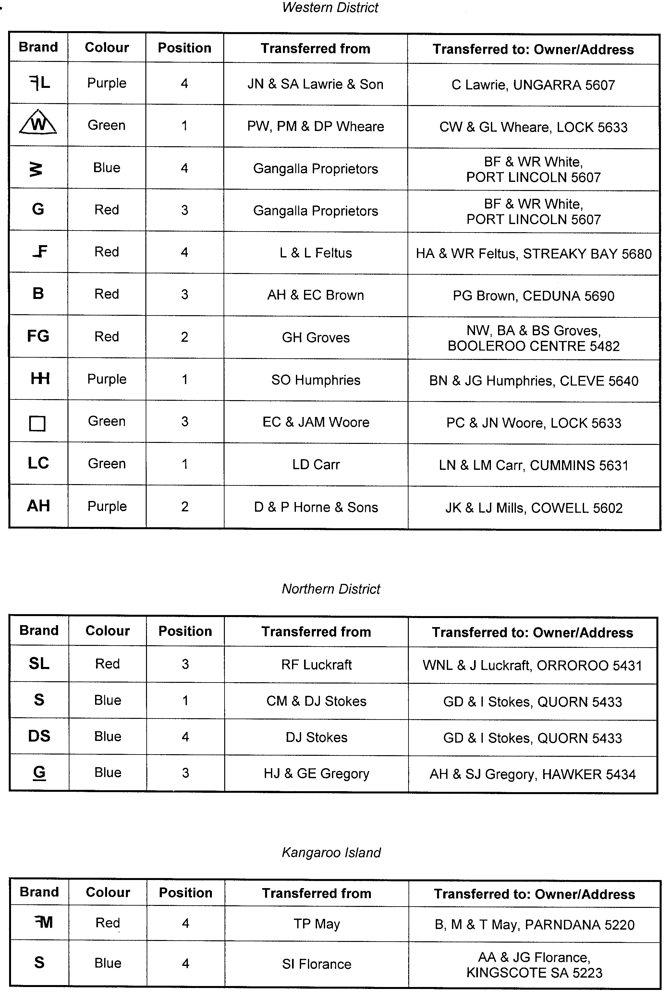 Western District
Brand Colour Position Transferred from Transferred to: Owner/Address
L Purple 4 JN & SA Lawrie & Son C Lawrie, UNGARRA 5607
W Green 1 PW, PM & DP Wheare CW & GL Wheare, LOCK 5633
W Blue 4 Gangalla Proprietors BF & WR White,
PORT LINCOLN 5607
G Red 3 Gangalla Proprietors BF & WR White,
PORT LINCOLN 5607
F Red 4 L & L Feltus HA & WR Feltus, STREAKY BAY 5680
B Red 3 AH & EC Brown PG Brown, CEDUNA 5690
FG Red 2 GH Groves NW, BA & BS Groves,
BOOLEROO CENTRE 5482
HH Purple 1 SO Humphries BN & JG Humphries, CLEVE 5640
Green 3 EC & JAM Woore PC & JN Woore, LOCK 5633
LC Green 1 LD Carr LN & LM Carr, CUMMINS 5631
AH Purple 2 D & P Horne & Sons JK & LJ Mills, COWELL 5602
Northern District
Brand Colour Position Transferred from Transferred to: Owner/Address
SL Red 3 RF Luckraft WNL & J Luckraft, ORROROO 5431
S Blue 1 CM & DJ Stokes GD & I Stokes, QUORN 5433
DS Blue 4 DJ Stokes GD & I Stokes, QUORN 5433
G Blue 3 HJ & GE Gregory AH & SJ Gregory, HAWKER 5434
Kangaroo Island
Brand Colour Position Transferred from Transferred to: Owner/Address
M Red 4 TP May B, M & T May, PARNDANA 5220
S Blue 4 SI Florance AA & JG Florance,
KINGSCOTE SA 5223